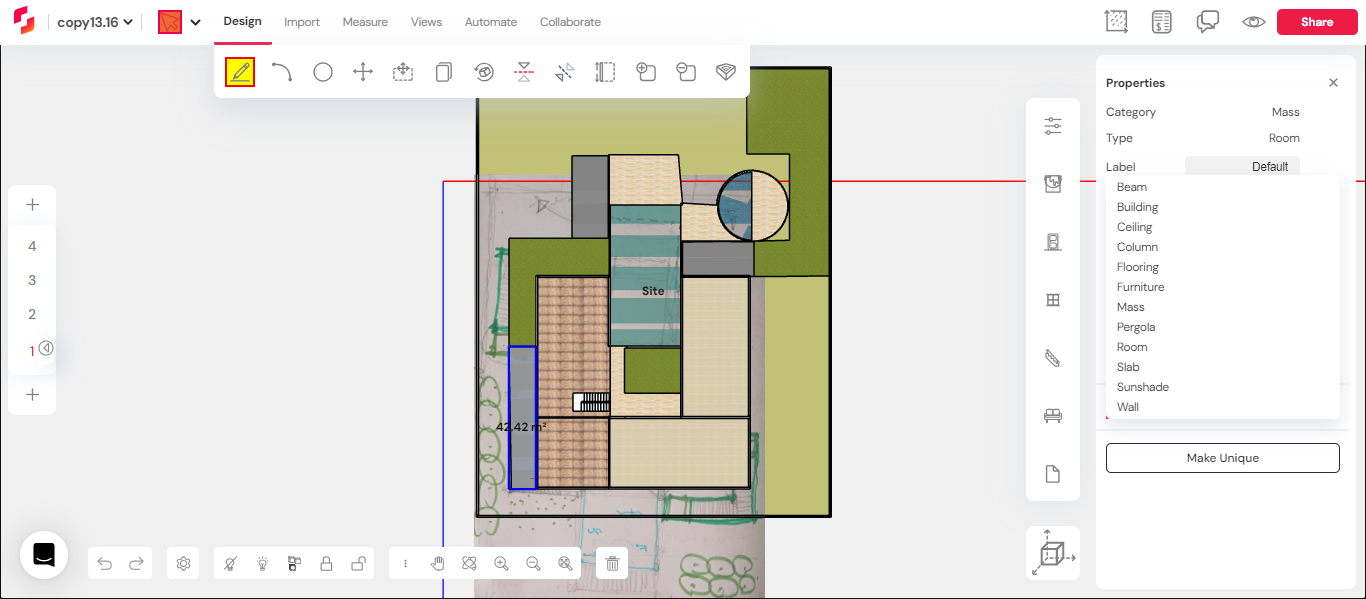 copy13.16
Design
Import
Measure
Views
Automate
Collaborate
Share
Properties
Category Mass
Type Room
Label Default
Beam
Building
Ceiling
Column
Flooring
Furniture
Mass
Pergola
Room
Slab
Sunshade
Wall
Make Unique
4
3
2
1
Site
42.42 m²